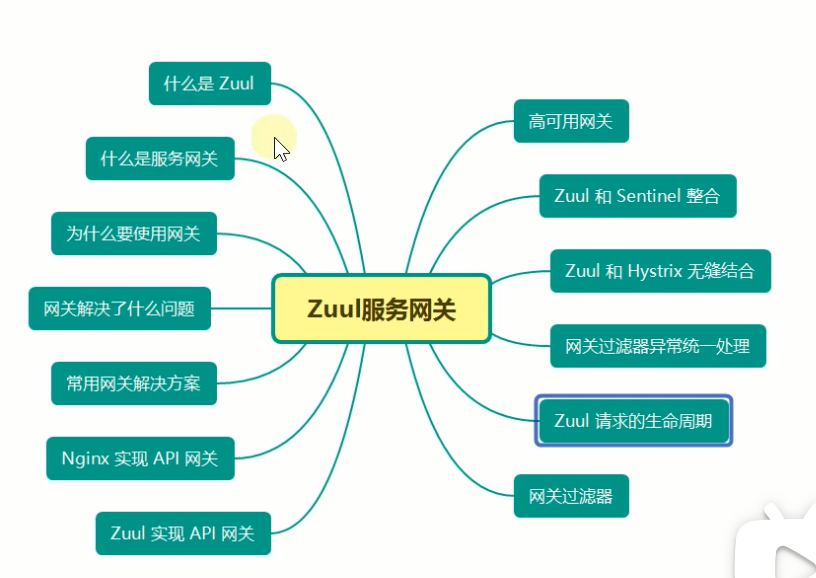 什么是 Zuul
什么是服务网关
为什么要使用网关
网关解决了什么问题
常用网关解决方案
Nginx 实现 API 网关
Zuul 实现 API 网关
Zuul服务网关
高可用网关
Zuul 和 Sentinel 整合
Zuul 和 Hystrix 无缝结合
网关过滤器异常统一处理
Zuul 请求的生命周期
网关过滤器